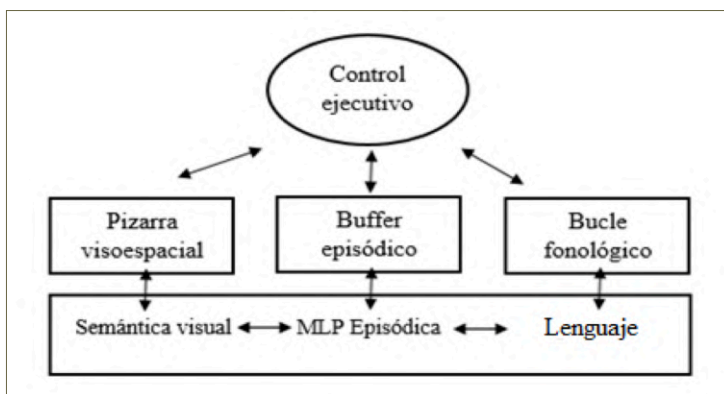 Control
ejecutivo
Pizarra
visoespacial
Buffer
episódico
Bucle
fonológico
Semántica visual
MLP Episódica
Lenguaje